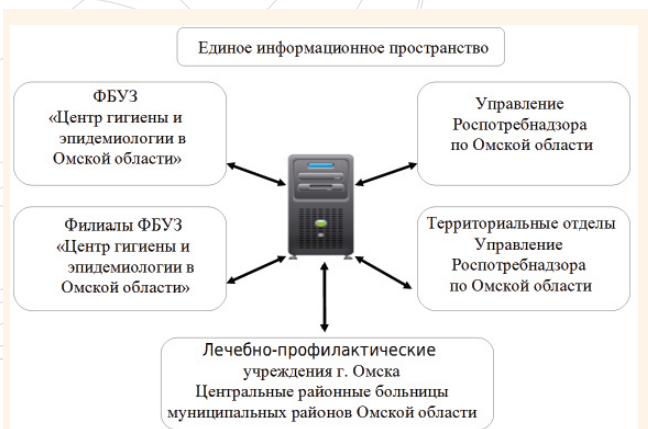 Единое информационное пространство
ФБУЗ
«Центр гигиены и
эпидемиологии в
Омской области»
Управление
Роспотребнадзора
по Омской области
Филиалы ФБУЗ
«Центр гигиены и
эпидемиологии в
Омской области»
Территориальные отделы
Управление
Роспотребнадзора
по Омской области
Лечебно-профилактические
учреждения г. Омска
Центральные районные больницы
муниципальных районов Омской области